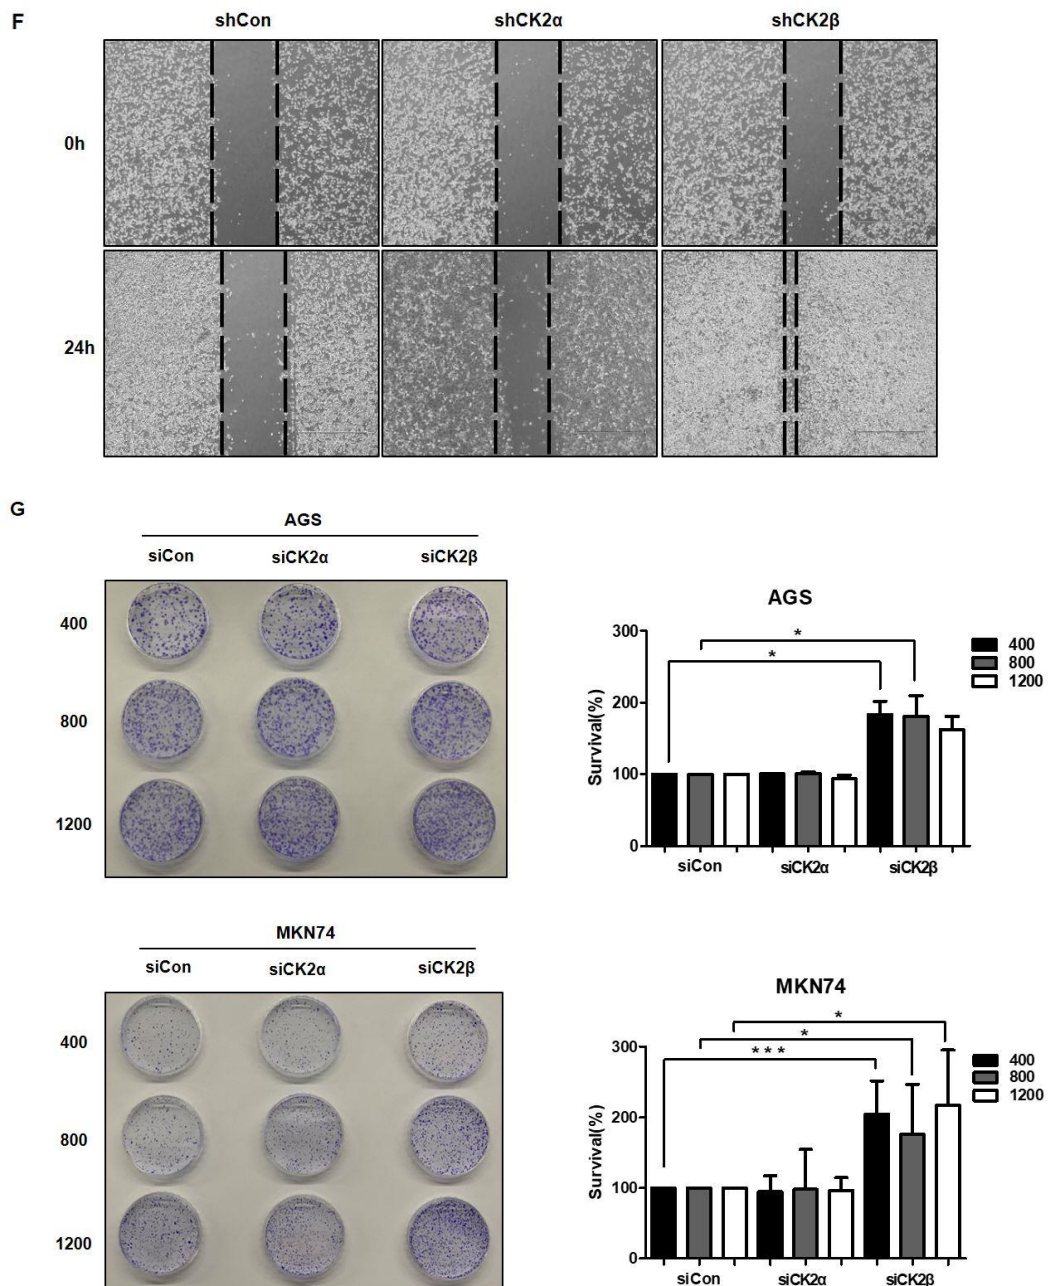 F
shCon shCK2α shCK2β
0h
24h
G
AGS
siCon siCK2α siCK2β
400
800
1200
AGS
Survival(%)
300
200
100
0
*
*
siCon siCK2α siCK2β
400
800
1200
MKN74
siCon siCK2α siCK2β
400
800
1200
MKN74
Survival(%)
300
200
100
0
*
*
***
siCon siCK2α siCK2β
400
800
1200